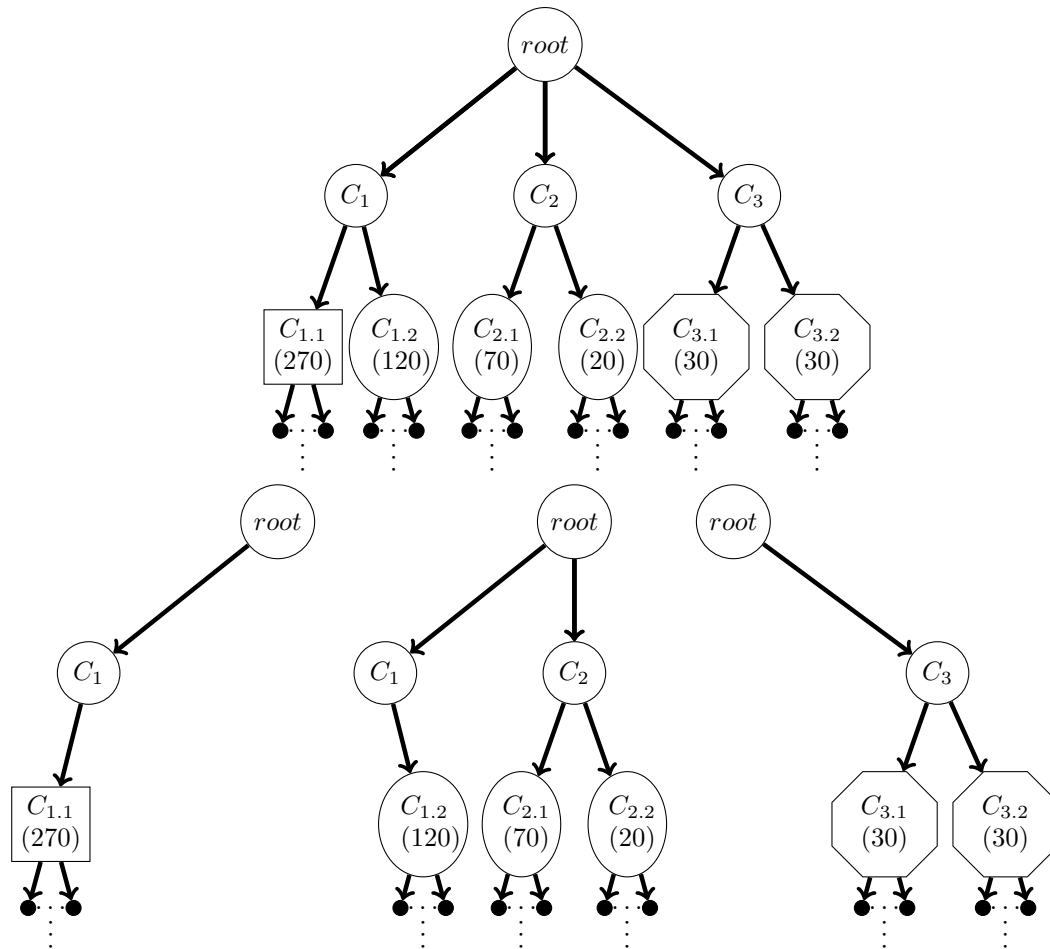 root
C1 C2 C3
C1.1 C1.2 C2.1 C2.2 C3.1 C3.2
(270) (120) (70) (20) (30) (30)
root root root
C1 C1 C2 C3
C1.1 C1.2 C2.1 C2.2 C3.1 C3.2
(270) (120) (70) (20) (30) (30)